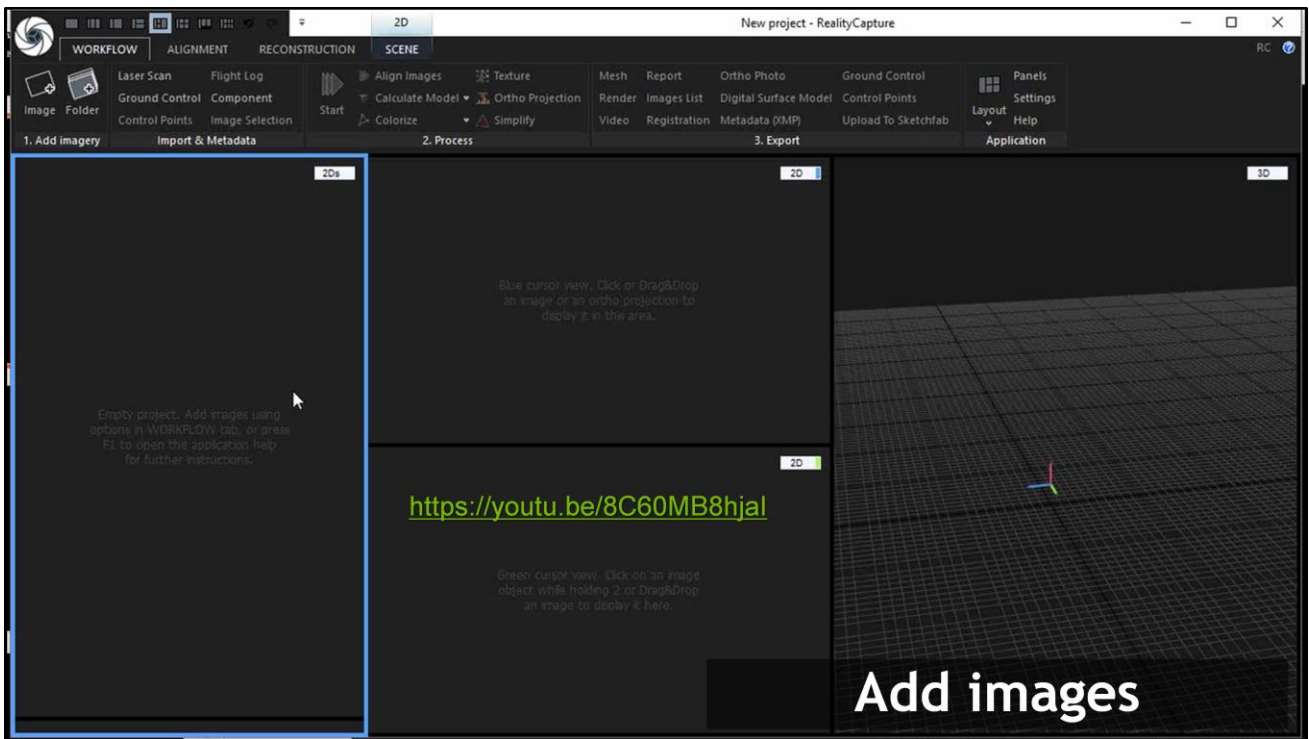 2D
New project - RealityCapture
WORKFLOW ALIGNMENT RECONSTRUCTION SCENE
RC
Laser Scan Flight Log
Ground Control Component
Control Points Image Selection
Image Folder
Start
Align Images Texture
Calculate Model Ortho Projection
Colorize Simplify
Mesh Report Ortho Photo Ground Control
Render Images List Digital Surface Model Control Points
Video Registration Metadata (XMP) Upload To Sketchfab
Layout
Panels
Settings
Help
1. Add imagery Import & Metadata 2. Process 3. Export Application
2Ds
2D
3D
Blue cursor view. Click or Drag&Drop
an image or an ortho projection to
display it in this area.
Empty project. Add images using
options in WORKFLOW tab, or press
F1 to open the application help
for further instructions.
2D
https://youtu.be/8C60MB8hjaI
Green cursor view. Click on an image
object while holding 2 or Drag&Drop
an image to display it here.
Add images